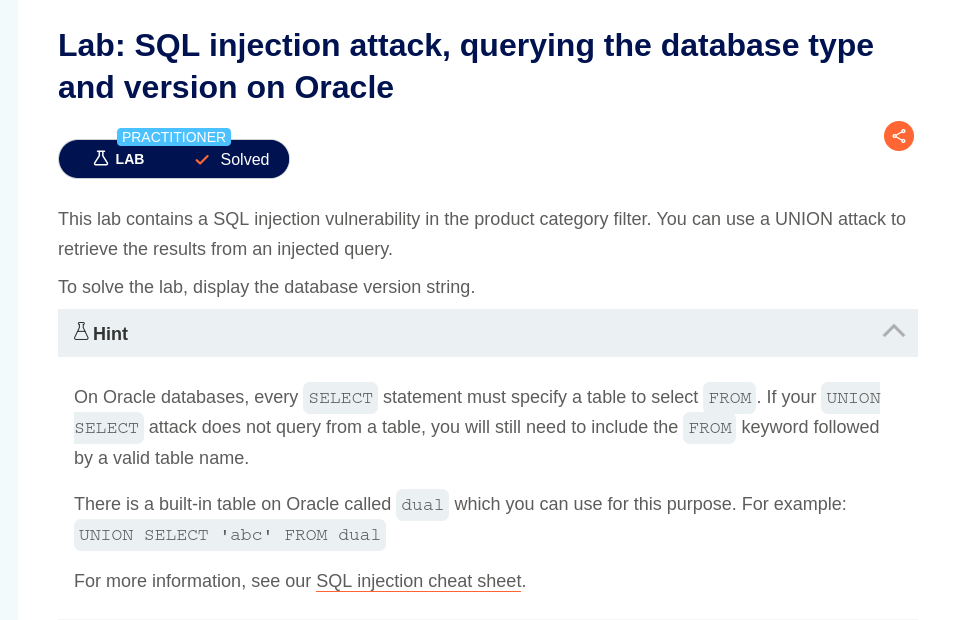 Lab: SQL injection attack, querying the database type
and version on Oracle
PRACTITIONER
LAB Solved
This lab contains a SQL injection vulnerability in the product category filter. You can use a UNION attack to
retrieve the results from an injected query.
To solve the lab, display the database version string.
Hint
On Oracle databases, every SELECT statement must specify a table to select FROM. If your UNION
SELECT attack does not query from a table, you will still need to include the FROM keyword followed
by a valid table name.
There is a built-in table on Oracle called dual which you can use for this purpose. For example:
UNION SELECT 'abc' FROM dual
For more information, see our SQL injection cheat sheet.